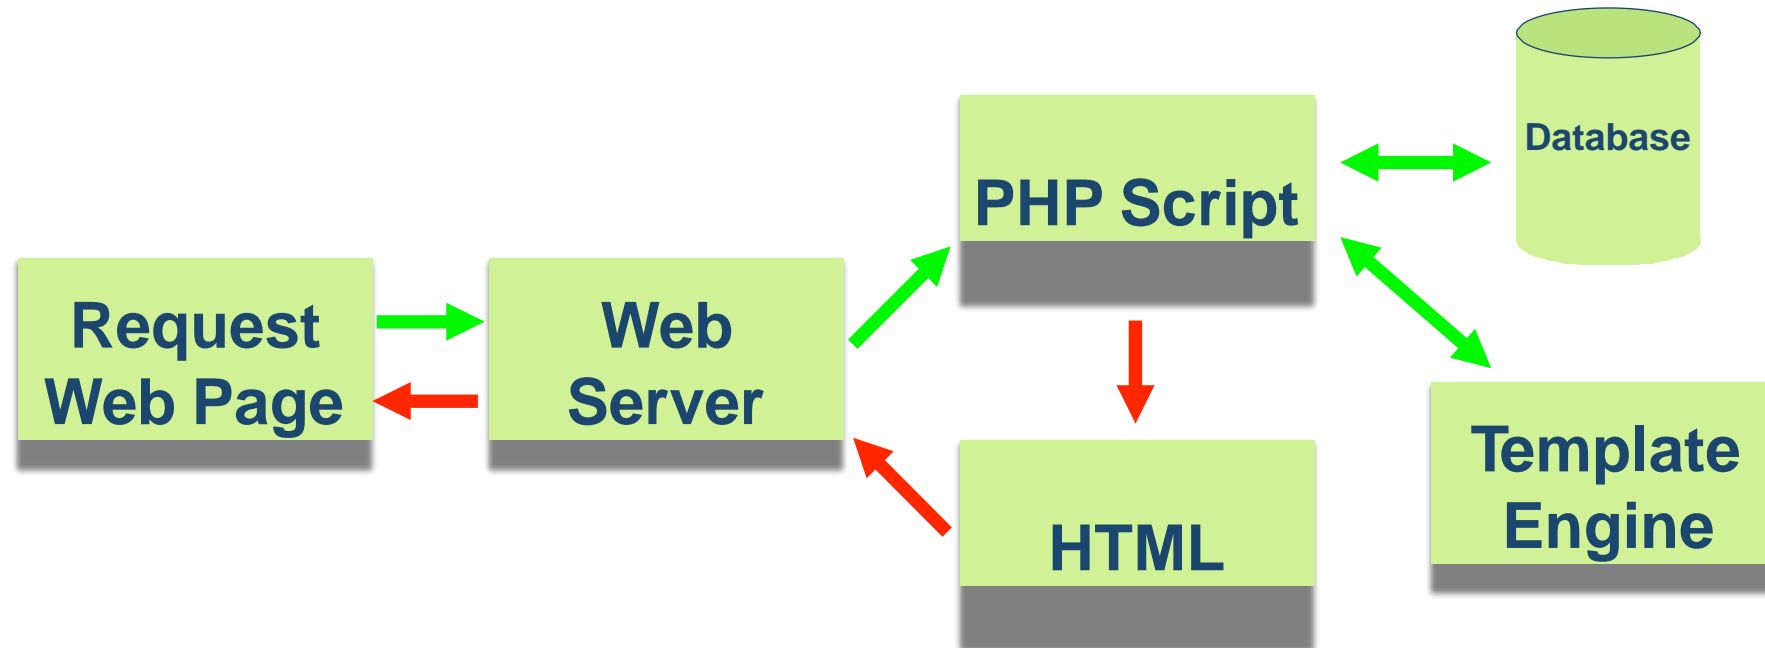 Request
Web Page
Web
Server
PHP Script
HTML
Database
Template
Engine